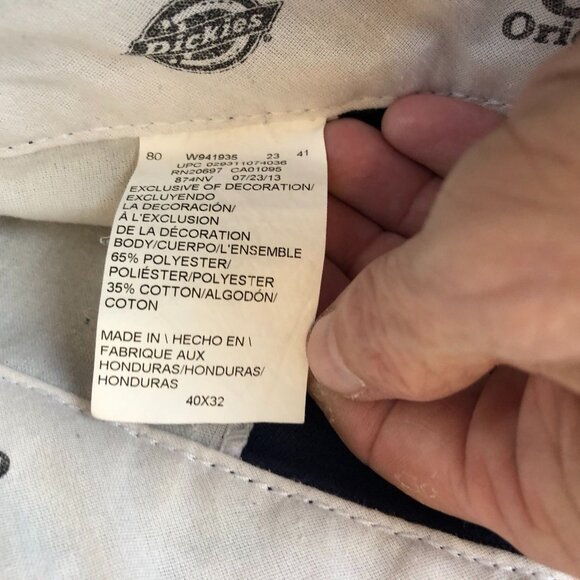 Dickies
Ori
80 W941935 23 41
UPC 029311074036
RN20697 CA01095
874NV 07/23/13
EXCLUSIVE OF DECORATION/
EXCLUYENDO
LA DECORACIÓN/
À L'EXCLUSION
DE LA DÉCORATION
BODY/CUERPO/L'ENSEMBLE
65% POLYESTER/
POLIÉSTER/POLYESTER
35% COTTON/ALGODÓN/
COTON
MADE IN \ HECHO EN \
FABRIQUE AUX
HONDURAS/HONDURAS/
HONDURAS
40X32